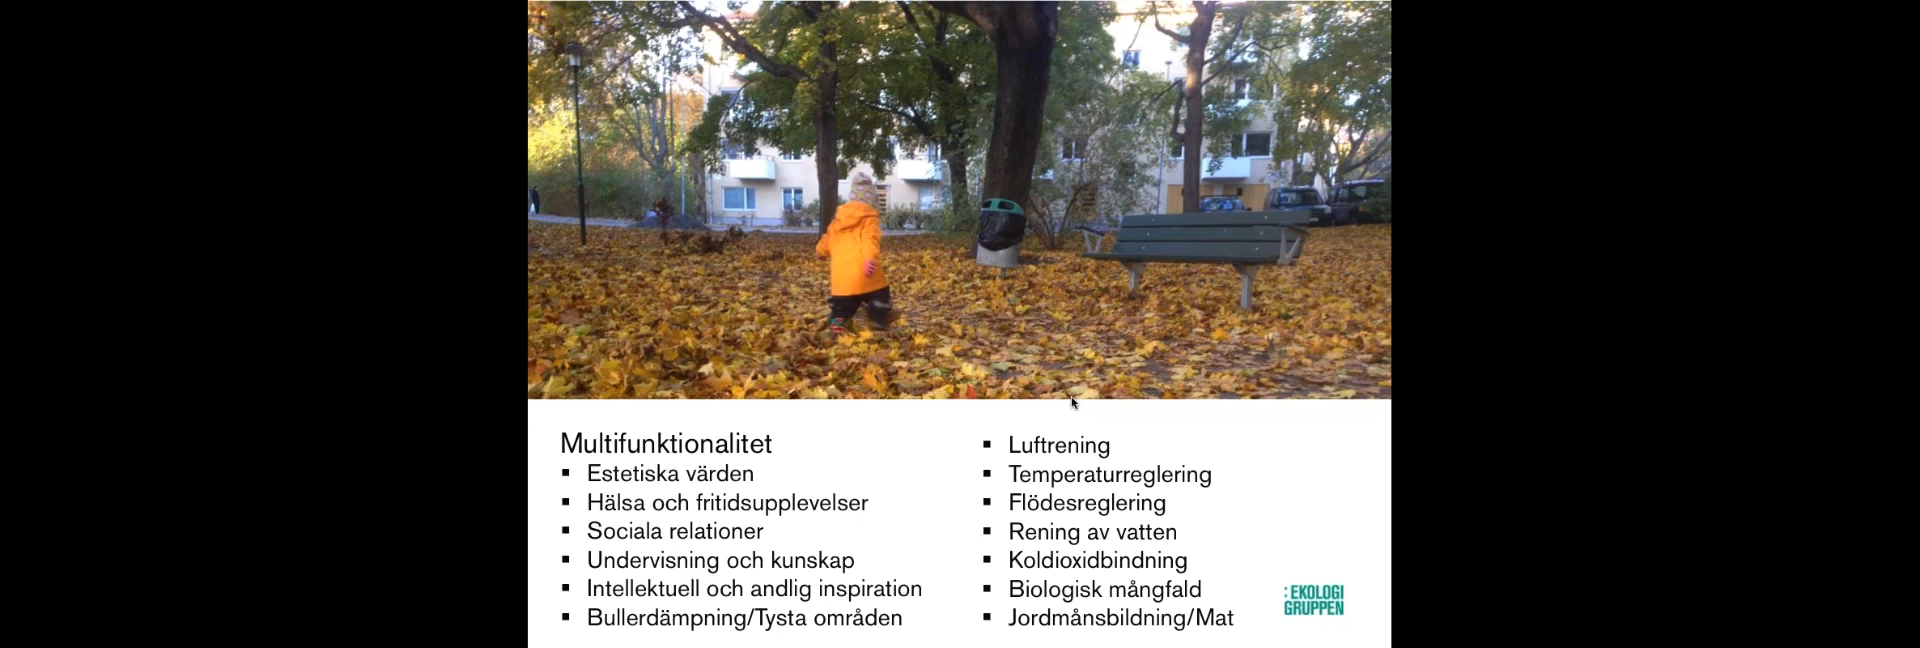 Multifunktionalitet
▪ Estetiska värden
▪ Hälsa och fritidsupplevelser
▪ Sociala relationer
▪ Undervisning och kunskap
▪ Intellektuell och andlig inspiration
▪ Bullerdämpning/Tysta områden
▪ Luftrening
▪ Temperaturreglering
▪ Flödesreglering
▪ Rening av vatten
▪ Koldioxidbindning
▪ Biologisk mångfald
▪ Jordmånsbildning/Mat
:EKOLOGI
GRUPPEN